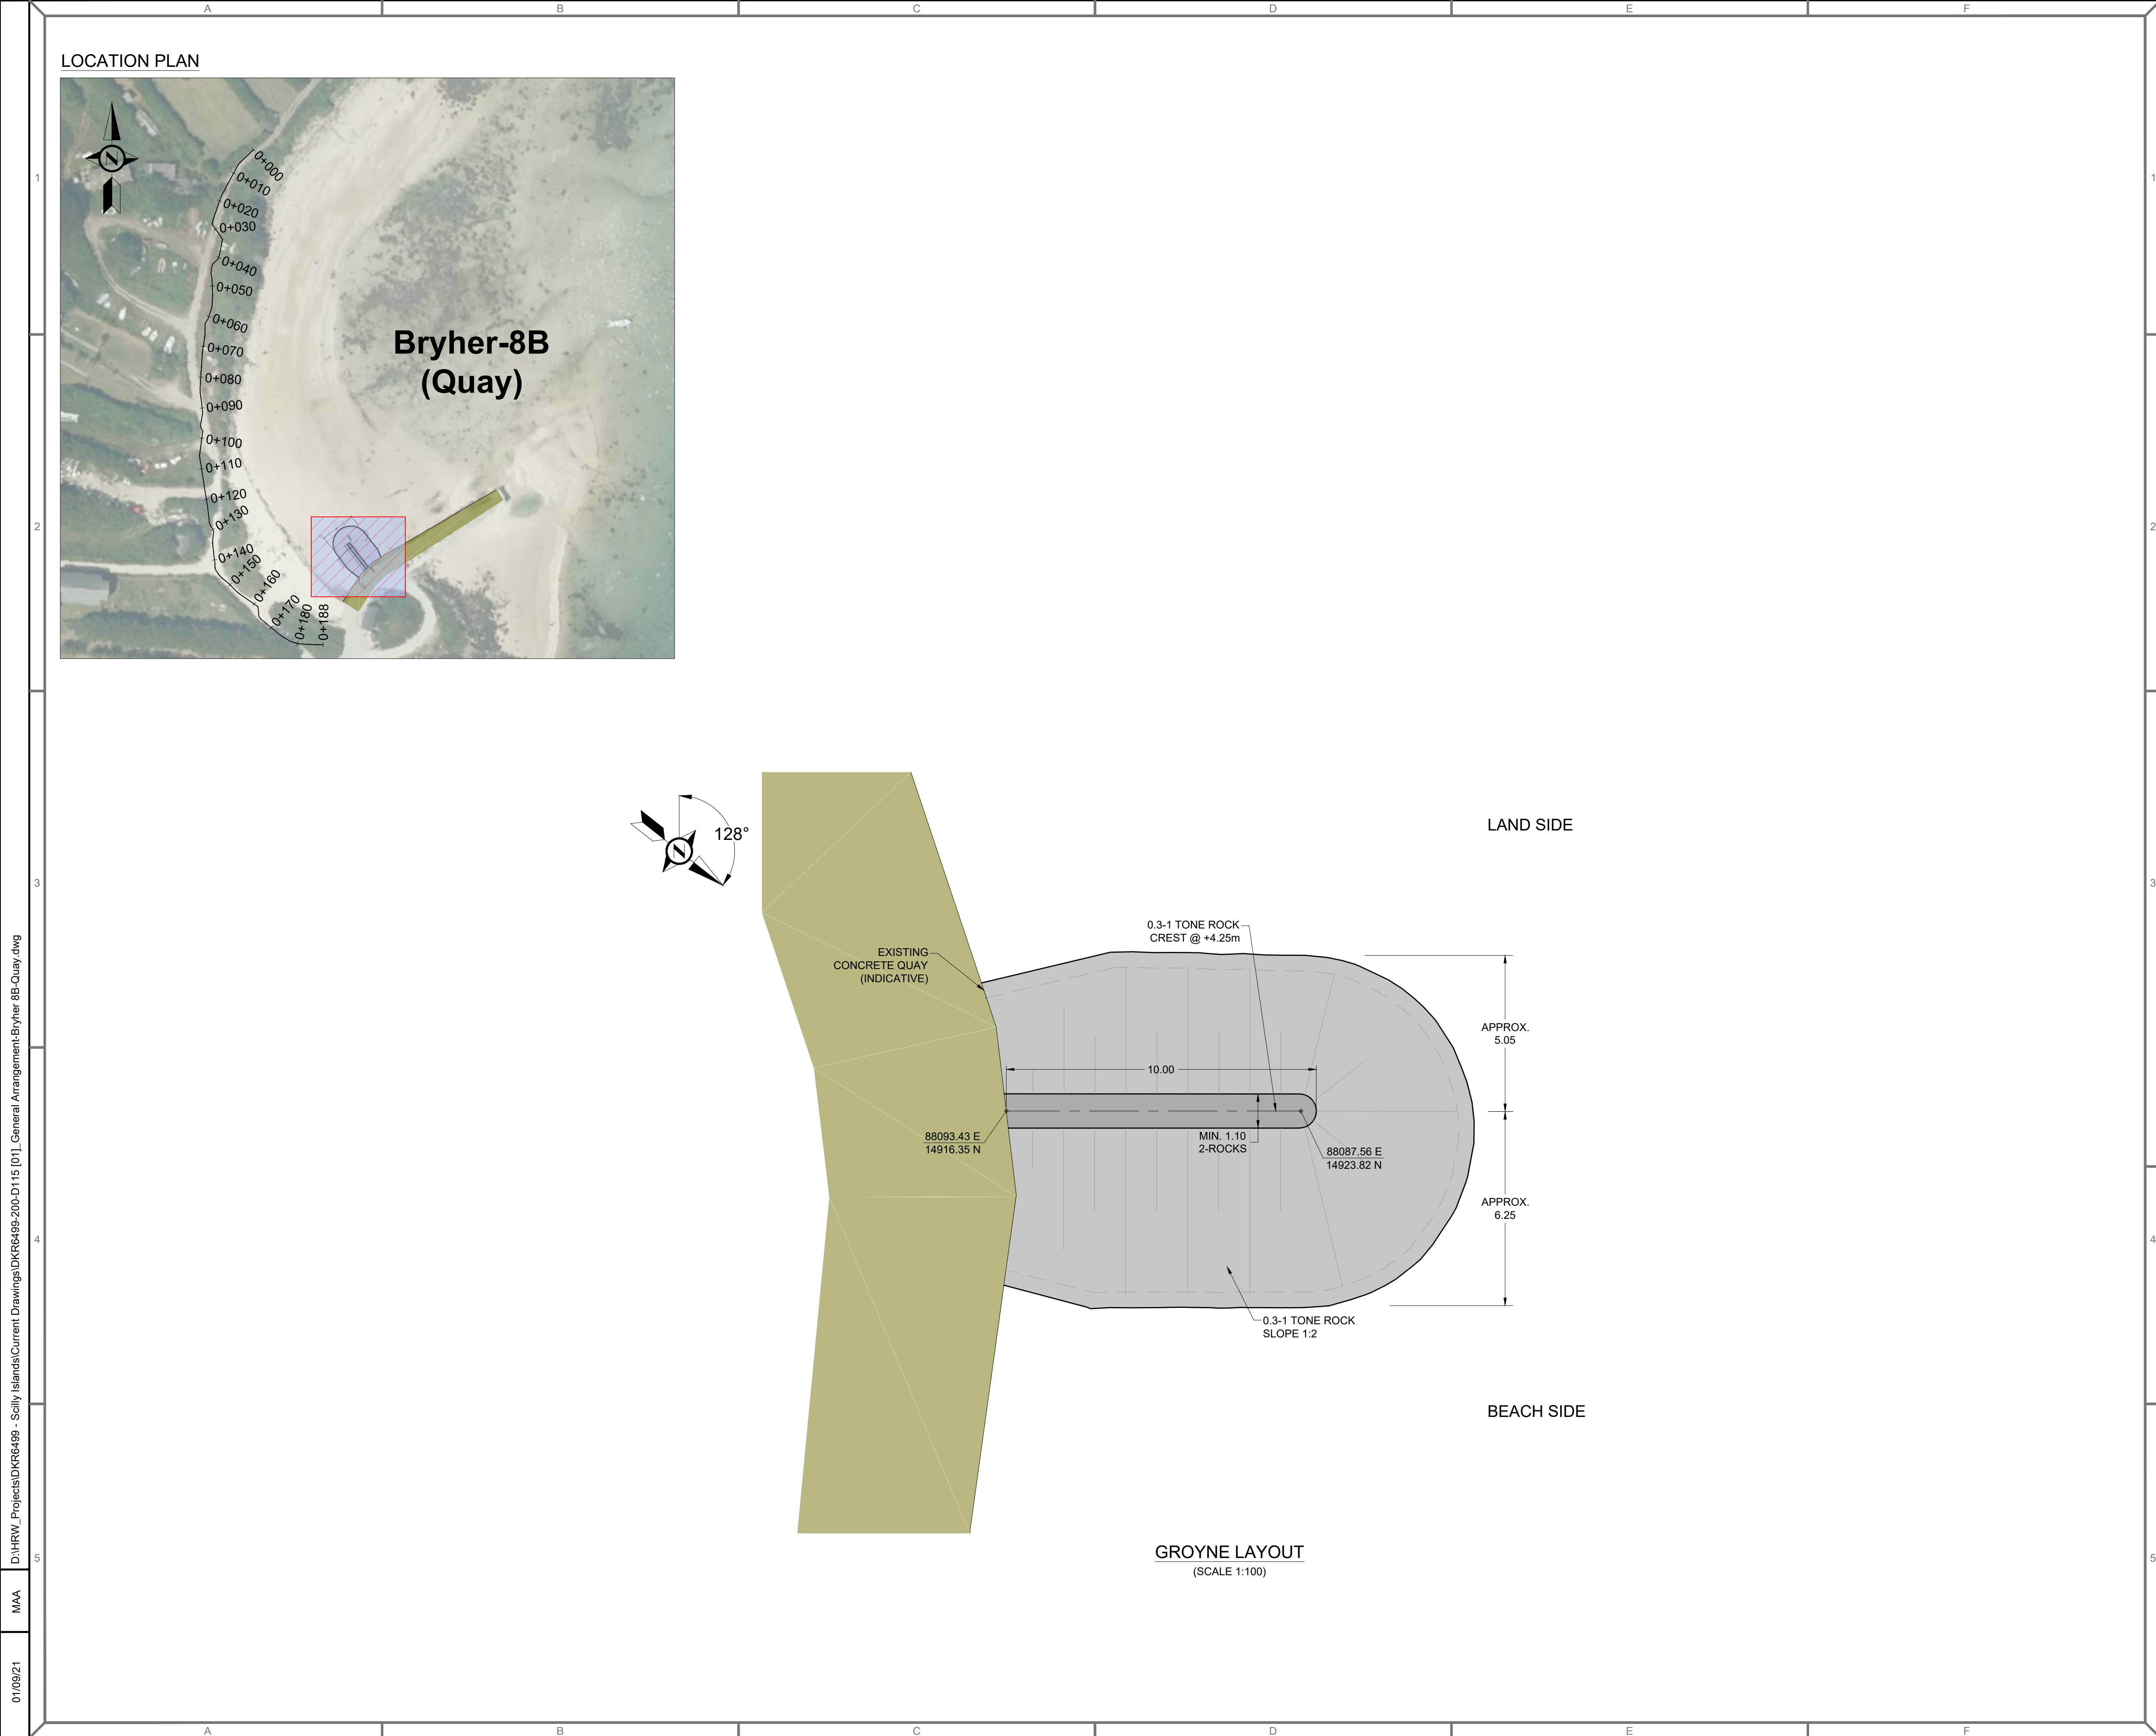 A
B
C
D
E
F
LOCATION PLAN
N
0+000
0+010
0+020
0+030
0+040
0+050
0+060
0+070
0+080
0+090
0+100
0+110
0+120
0+130
0+140
0+150
0+160
0+170
0+180
0+188
Bryher-8B
(Quay)
1
1
2
2
3
3
4
4
5
5
N
128°
LAND SIDE
0.3-1 TONE ROCK
CREST @ +4.25m
EXISTING
CONCRETE QUAY
(INDICATIVE)
APPROX.
5.05
10.00
88093.43 E
14916.35 N
MIN. 1.10
2-ROCKS
88087.56 E
14923.82 N
APPROX.
6.25
0.3-1 TONE ROCK
SLOPE 1:2
BEACH SIDE
GROYNE LAYOUT
(SCALE 1:100)
D:\HRW_Projects\DKR6499 - Scilly Islands\Current Drawings\DKR6499-200-D115 [01]_General Arrangement-Bryher 8B-Quay.dwg
MAA
01/09/21
A
B
C
D
E
F